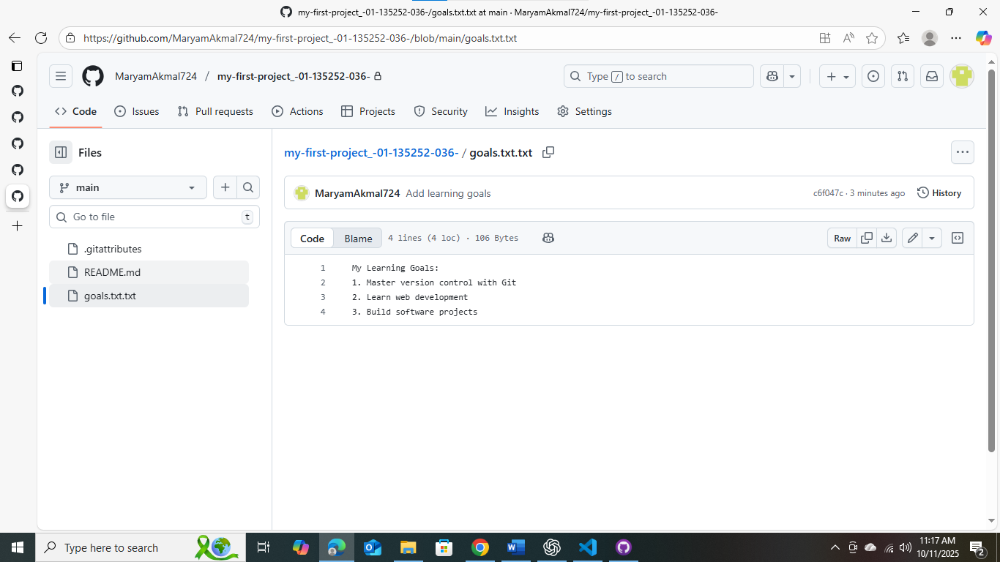 my-first-project_-01-135252-036-/goals.txt.txt at main · MaryamAkmal724/my-first-project_-01-135252-036-
https://github.com/MaryamAkmal724/my-first-project_-01-135252-036-/blob/main/goals.txt.txt
MaryamAkmal724 / my-first-project_-01-135252-036-
Type / to search
Code Issues Pull requests Actions Projects Security Insights Settings
Files
my-first-project_-01-135252-036- / goals.txt.txt
main
MaryamAkmal724 Add learning goals
c6f047c · 3 minutes ago History
Go to file t
Code Blame 4 lines (4 loc) · 106 Bytes
Raw
.gitattributes
README.md
goals.txt.txt
1 My Learning Goals:
2 1. Master version control with Git
3 2. Learn web development
4 3. Build software projects
Type here to search
11:17 AM
10/11/2025
2